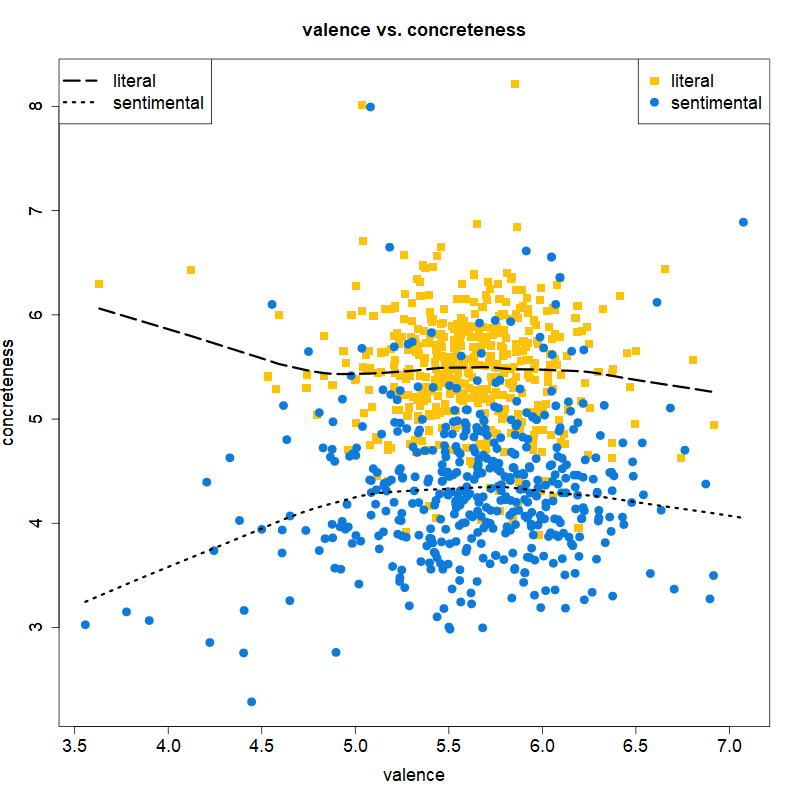 valence vs. concreteness
literal
sentimental
literal
sentimental
8
7
6
5
4
3
concreteness
3.5 4.0 4.5 5.0 5.5 6.0 6.5 7.0
valence